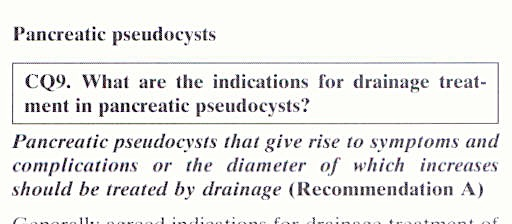 Pancreatic pseudocysts
CQ9. What are the indications for drainage treat-
ment in pancreatic pseudocysts?
Pancreatic pseudocysts that give rise to symptoms and
complications or the diameter of which increases
should be treated by drainage (Recommendation A)
Generally agreed indications for drainage treatment of